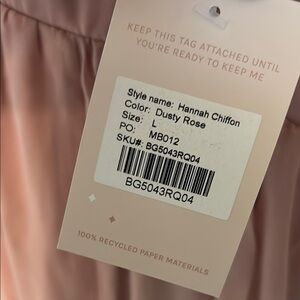 KEEP THIS TAG ATTACHED UNTIL
YOU'RE READY TO KEEP ME
Style name: Hannah Chiffon
Color: Dusty Rose
Size: L
PO: MB012
SKU#: BG5043RQ04
BG5043RQ04
100% RECYCLED PAPER MATERIALS